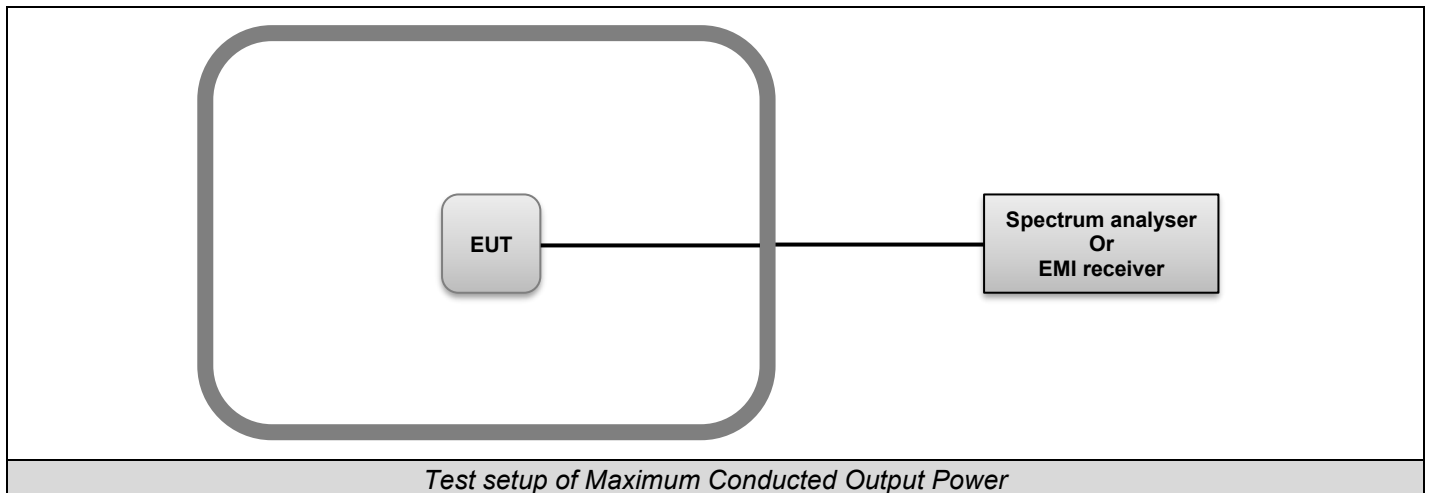 EUT
Spectrum analyser
Or
EMI receiver
Test setup of Maximum Conducted Output Power